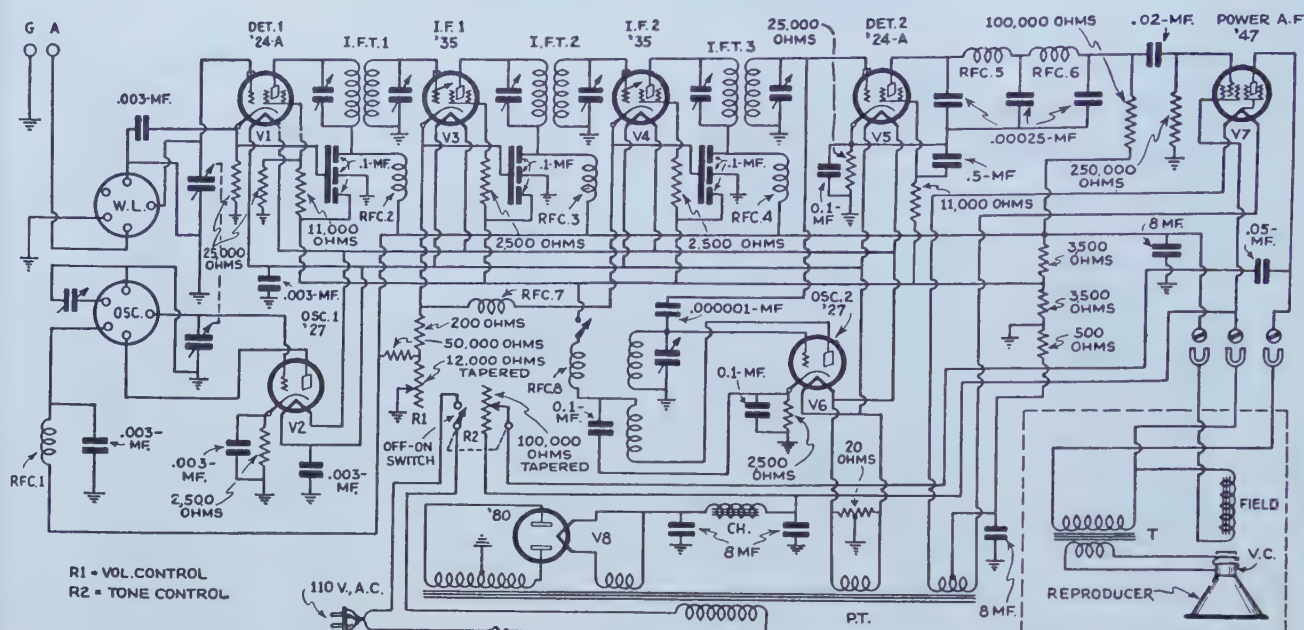 G A
DET.1
'24-A
I.F.T.1
I.F.1
'35
I.F.T.2
I.F.2
'35
I.F.T.3
25,000
OHMS
DET.2
'24-A
100,000
OHMS
.02-MF.
POWER A.F
'47
.003-MF.
V1
V3
V4
V5
RFC.5
RFC.6
V7
.1-MF.
.1-MF.
.1-MF.
.00025-MF
W.L.
RFC.2
RFC.3
RFC.4
0.1-
MF.
.5-MF
250,000
OHMS
25,000
OHMS
11,000
OHMS
2500 OHMS
2,500 OHMS
11,000 OHMS
8 MF.
.05-
MF.
.003-MF.
3500
OHMS
3500
OHMS
500
OHMS
OSC.
OSC.1
'27
RFC.7
200 OHMS
50,000 OHMS
12,000 OHMS
TAPERED
.000001-MF
OSC.2
'27
RFC8
R1
V2
V6
0.1-MF.
0.1-
MF.
RFC.1
.003-
MF.
.003-
MF.
2,500
OHMS
.003-
MF.
OFF-ON
SWITCH
R2
100,000
OHMS
TAPERED
2500
OHMS
20
OHMS
FIELD
'80
V8
CH.
8 MF
T
V.C.
R1 = VOL.CONTROL
R2 = TONE CONTROL
110 V., A.C.
P.T.
8 MF.
REPRODUCER